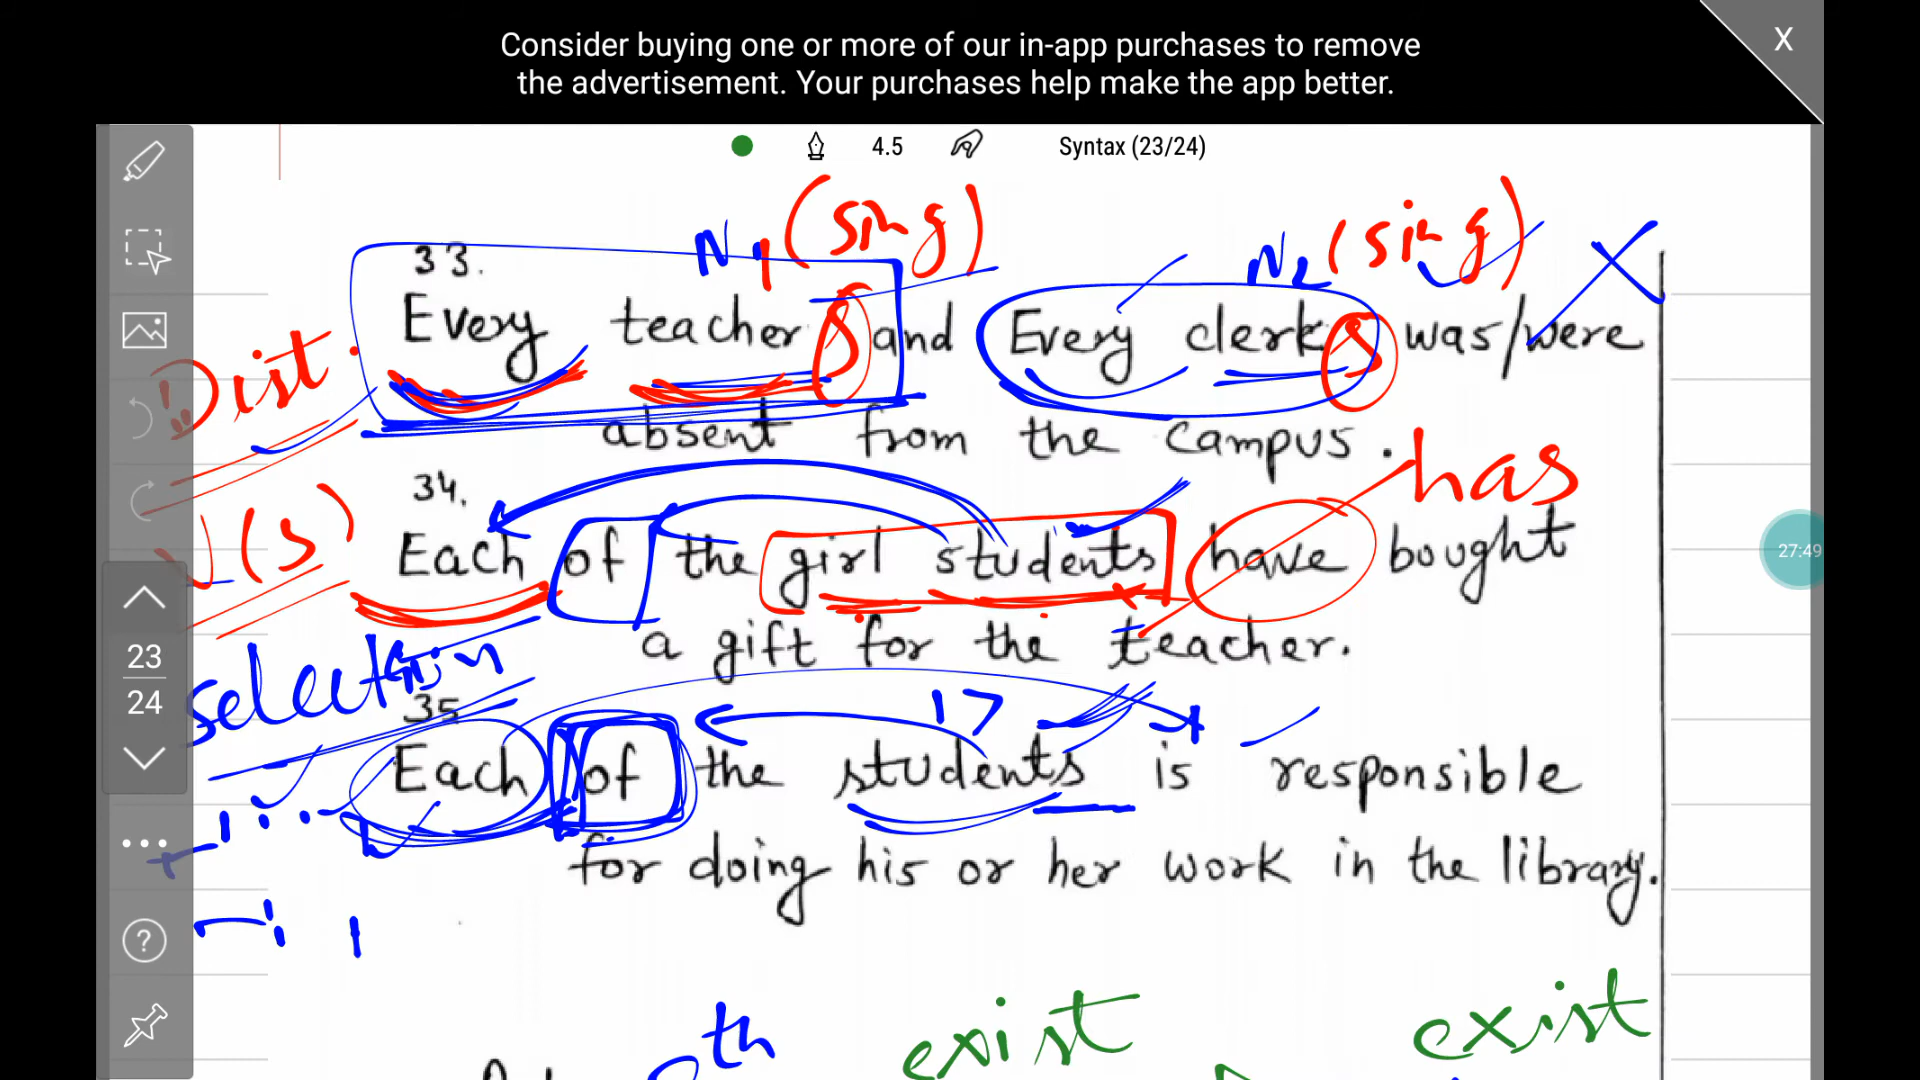 Consider buying one or more of our in-app purchases to remove
the advertisement. Your purchases help make the app better.
X
4.5 Syntax (23/24)
N1 (sing) N2 (sing)
33.
Every teacher s and Every clerk s was/were
Dist.
absent from the campus.
has
34.
(s)
Each of the girl students have bought
27:49
a gift for the teacher.
23
24
selection
35
17
Each of the students is responsible
for doing his or her work in the library.
?
th exist exist